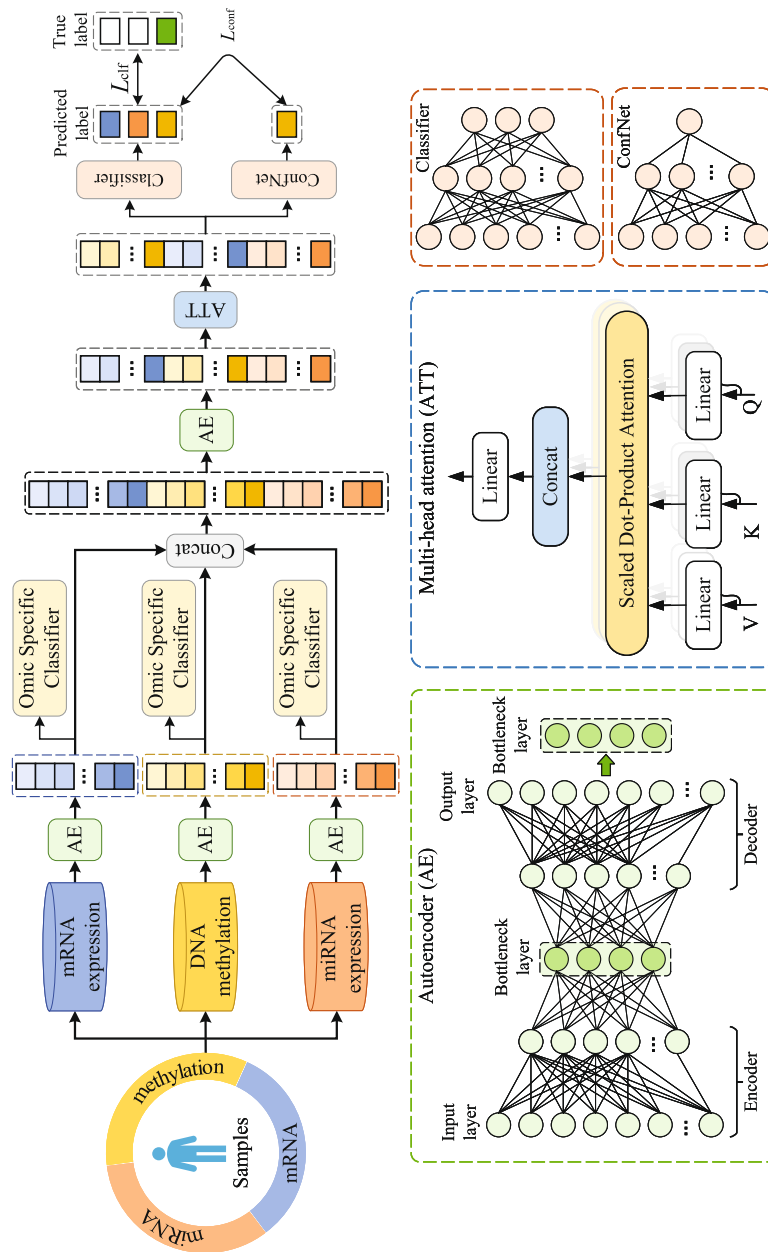 miRNA
methylation
mRNA
Samples
mRNA
expression
DNA
methylation
miRNA
expression
AE
AE
AE
Omic Specific
Classifier
Omic Specific
Classifier
Omic Specific
Classifier
Concat
AE
ATT
Classifier
ConfNet
Predicted
label
True
label
L_clf
L_conf
Autoencoder (AE)
Input
layer
Bottleneck
layer
Output
layer
Bottleneck
layer
Encoder
Decoder
Multi-head attention (ATT)
Linear
Concat
Scaled Dot-Product Attention
Linear
Linear
Linear
V
K
Q
Classifier
ConfNet